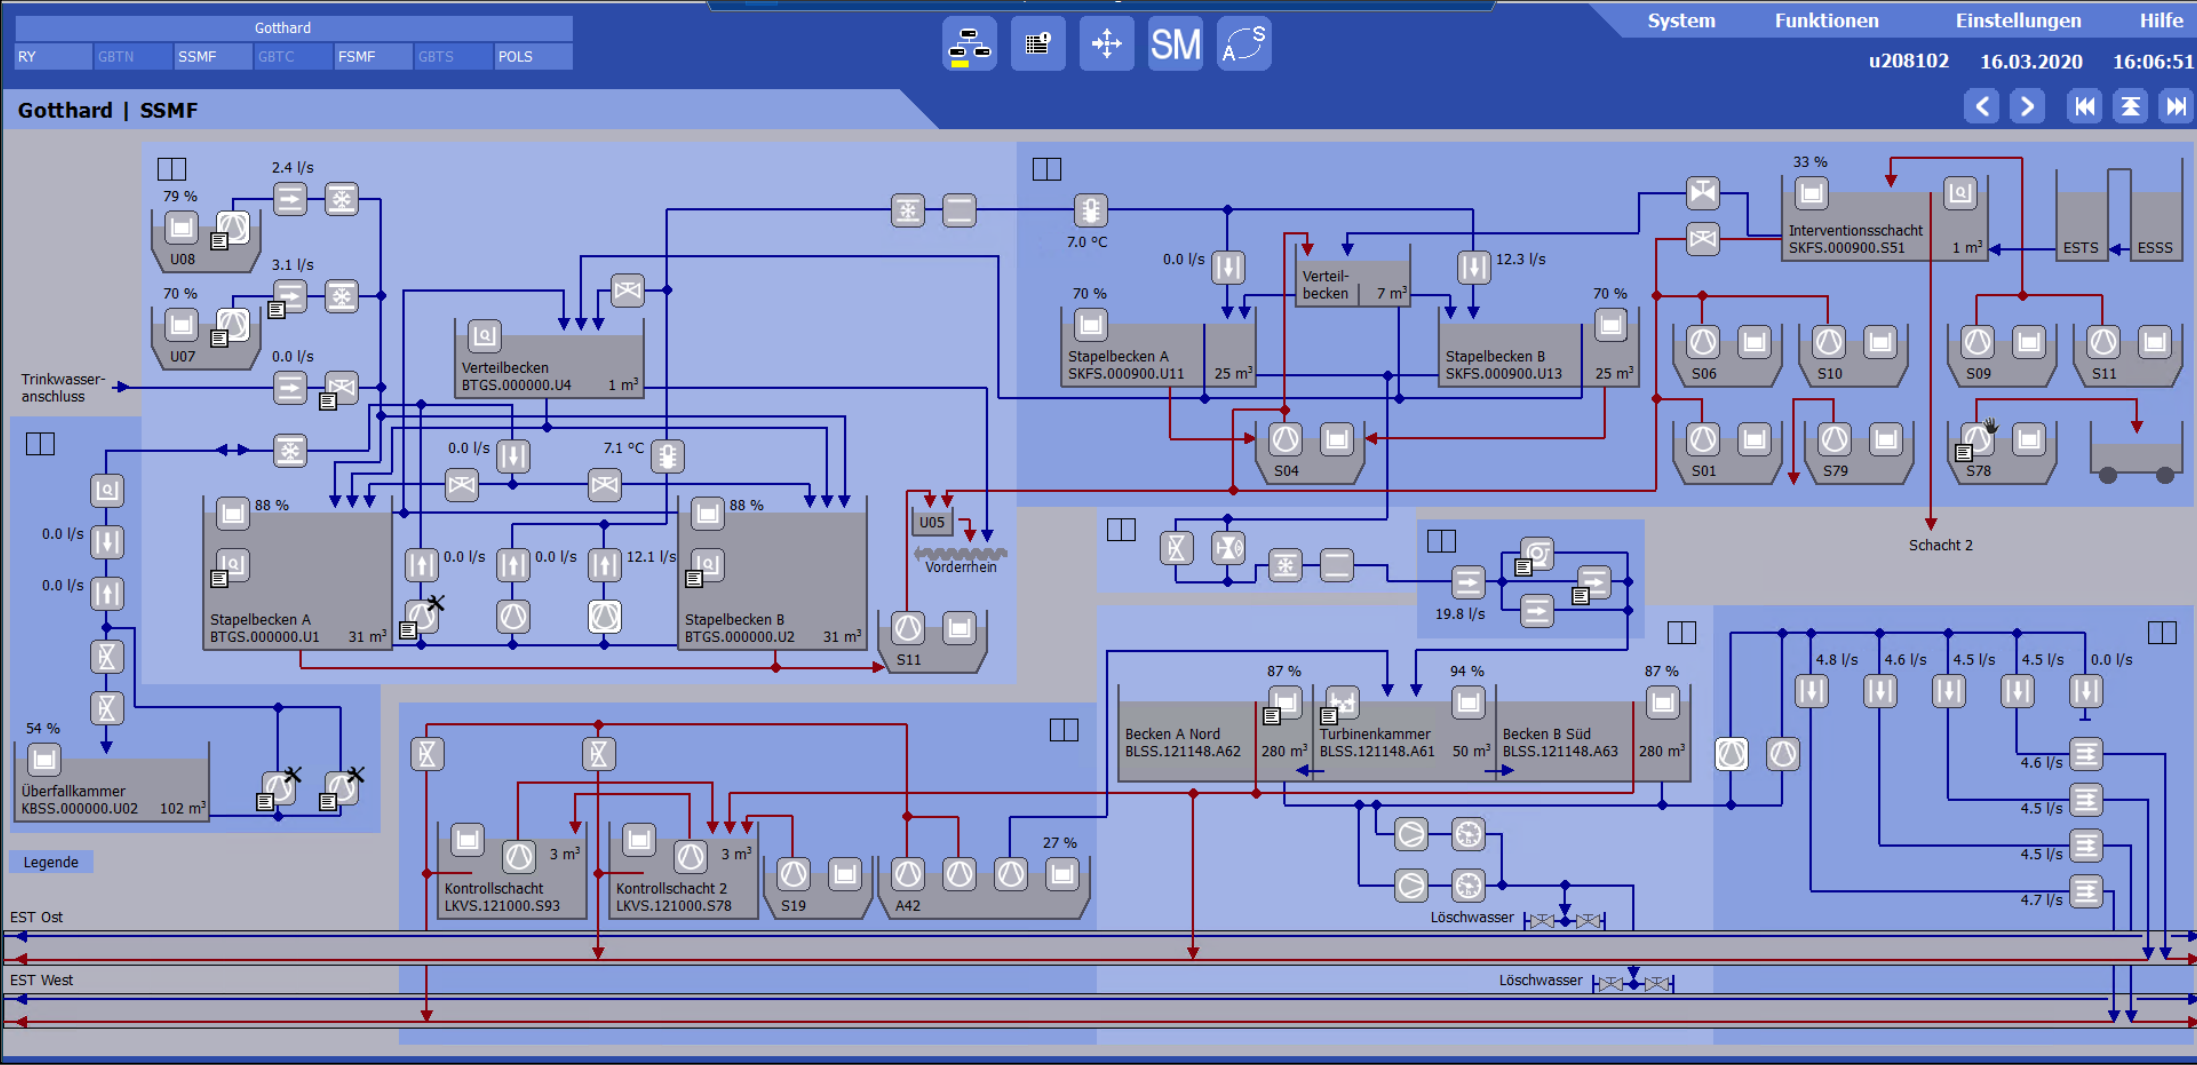 Gotthard
RY
GBTN
SSMF
GBTC
FSMF
GBTS
POLS
SM
A S
System
Funktionen
Einstellungen
Hilfe
u208102
16.03.2020
16:06:51
Gotthard | SSMF
2.4 l/s
79 %
U08
3.1 l/s
70 %
U07
0.0 l/s
Trinkwasser-
anschluss
Q
Verteilbecken
BTGS.000000.U4
1 m³
0.0 l/s
7.1 ºC
Q
0.0 l/s
0.0 l/s
88 %
Q
Stapelbecken A
BTGS.000000.U1
31 m³
0.0 l/s
0.0 l/s
12.1 l/s
88 %
Q
Stapelbecken B
BTGS.000000.U2
31 m³
U05
Vorderrhein
S11
54 %
Überfallkammer
KBSS.000000.U02
102 m³
Legende
7.0 ºC
0.0 l/s
12.3 l/s
Verteil-
becken
7 m³
70 %
Stapelbecken A
SKFS.000900.U11
25 m³
70 %
Stapelbecken B
SKFS.000900.U13
25 m³
S04
33 %
Q
Interventionsschacht
SKFS.000900.S51
1 m³
ESTS
ESSS
S06
S10
S09
S11
S01
S79
S78
Schacht 2
19.8 l/s
87 %
94 %
87 %
Becken A Nord
BLSS.121148.A62
280 m³
Turbinenkammer
BLSS.121148.A61
50 m³
Becken B Süd
BLSS.121148.A63
280 m³
4.8 l/s
4.6 l/s
4.5 l/s
4.5 l/s
0.0 l/s
4.6 l/s
4.5 l/s
4.5 l/s
4.7 l/s
3 m³
Kontrollschacht
LKVS.121000.S93
3 m³
Kontrollschacht 2
LKVS.121000.S78
S19
27 %
A42
Löschwasser
EST Ost
Löschwasser
EST West